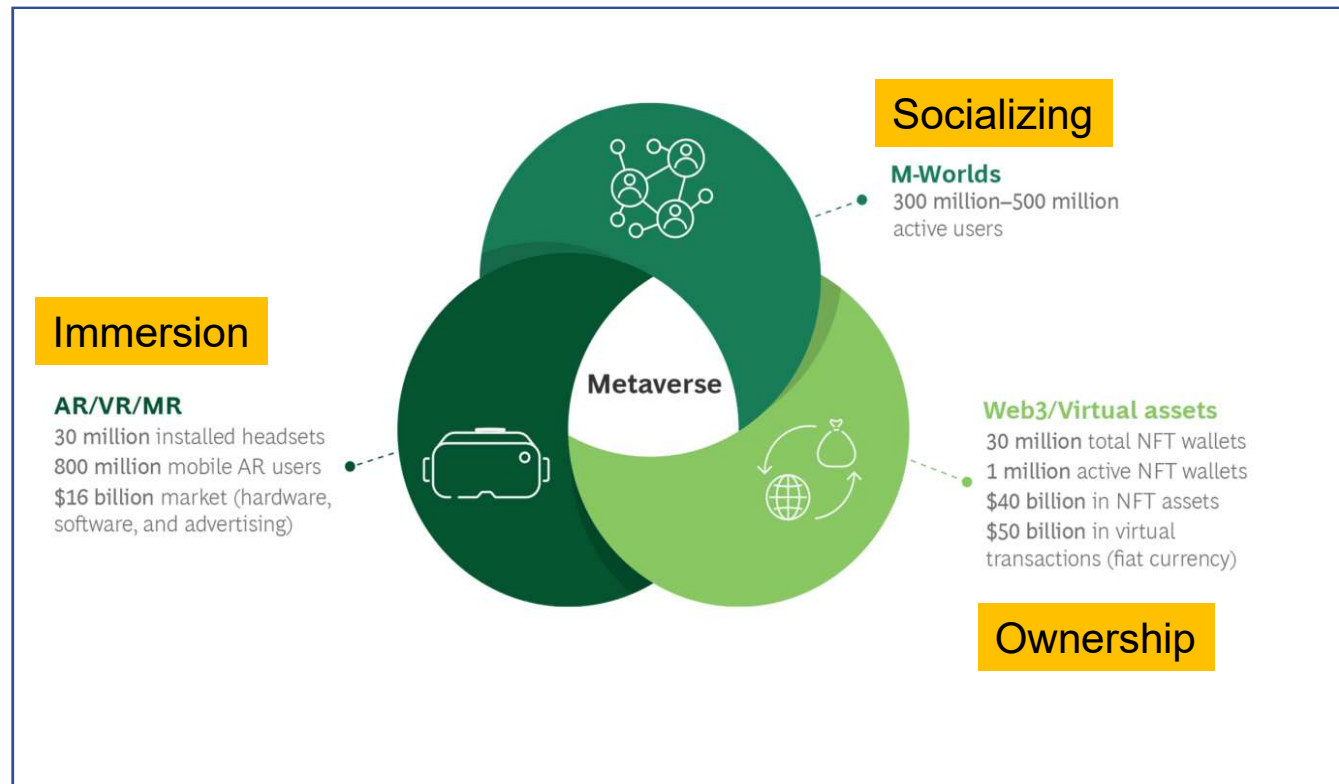 Socializing
M-Worlds
300 million–500 million
active users
Immersion
AR/VR/MR
30 million installed headsets
800 million mobile AR users
$16 billion market (hardware,
software, and advertising)
Metaverse
Web3/Virtual assets
30 million total NFT wallets
1 million active NFT wallets
$40 billion in NFT assets
$50 billion in virtual
transactions (fiat currency)
Ownership